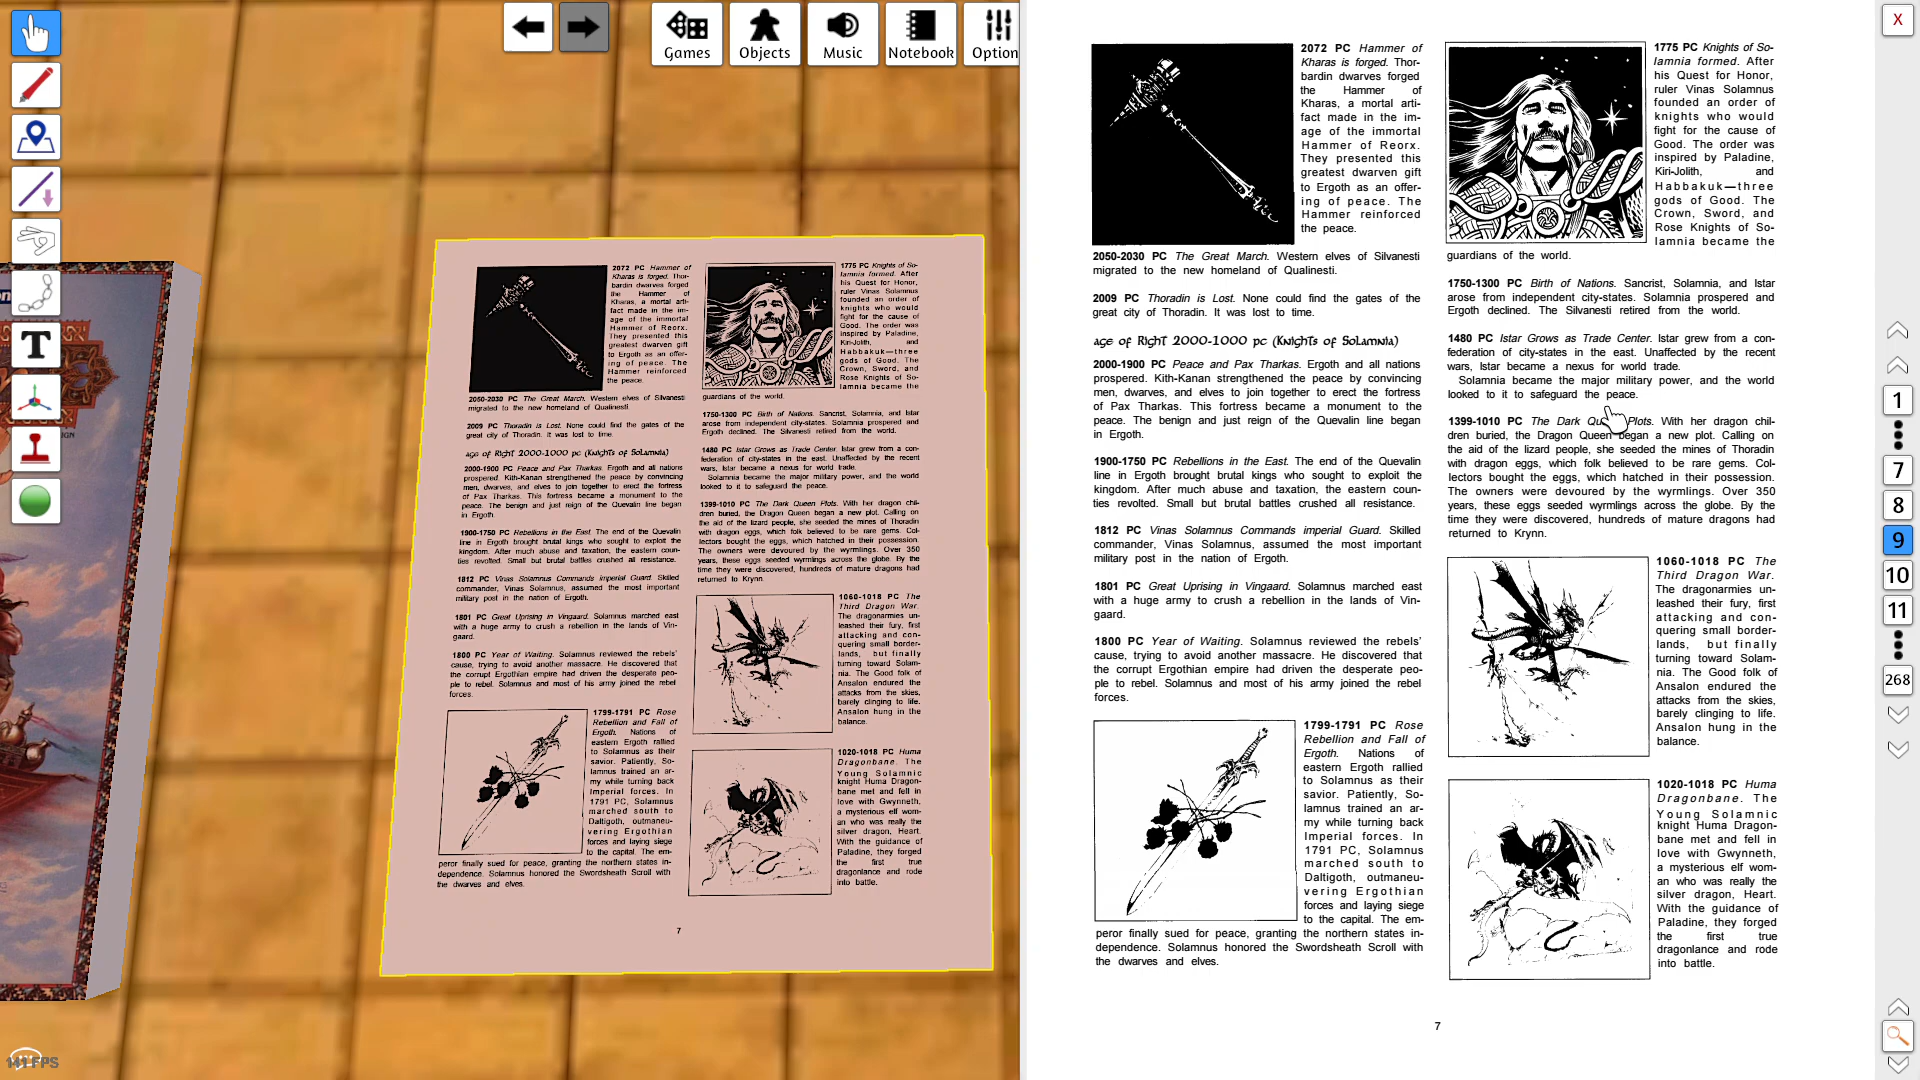 Games
Objects
Music
Notebook
Option
2072 PC Hammer of
Kharas is forged. Thor-
bardin dwarves forged
the Hammer of
Kharas, a mortal arti-
fact made in the im-
age of the immortal
Hammer of Reorx.
They presented this
greatest dwarven gift
to Ergoth as an offer-
ing of peace. The
Hammer reinforced
the peace.
2050-2030 PC The Great March. Western elves of Silvanesti
migrated to the new homeland of Qualinesti.
2009 PC Thoradin is Lost. None could find the gates of the
great city of Thoradin. It was lost to time.
age of Right 2000-1000 pc (Knights of Solamnia)
2000-1900 PC Peace and Pax Tharkas. Ergoth and all nations
prospered. Kith-Kanan strengthened the peace by convincing
men, dwarves, and elves to join together to erect the fortress
of Pax Tharkas. This fortress became a monument to the
peace. The benign and just reign of the Quevalin line began
in Ergoth.
1900-1750 PC Rebellions in the East. The end of the Quevalin
line in Ergoth brought brutal kings who sought to exploit the
kingdom. After much abuse and taxation, the eastern coun-
ties revolted. Small but brutal battles crushed all resistance.
1812 PC Vinas Solamnus Commands imperial Guard. Skilled
commander, Vinas Solamnus, assumed the most important
military post in the nation of Ergoth.
1801 PC Great Uprising in Vingaard. Solamnus marched east
with a huge army to crush a rebellion in the lands of Vin-
gaard.
1800 PC Year of Waiting. Solamnus reviewed the rebels'
cause, trying to avoid another massacre. He discovered that
the corrupt Ergothian empire had driven the desperate peo-
ple to rebel. Solamnus and most of his army joined the rebel
forces.
1799-1791 PC Rose
Rebellion and Fall of
Ergoth. Nations of
eastern Ergoth rallied
to Solamnus as their
savior. Patiently, So-
lamnus trained an ar-
my while turning back
Imperial forces. In
1791 PC, Solamnus
marched south to
Daltigoth, outmaneu-
vering Ergothian
forces and laying siege
to the capital. The em-
peror finally sued for peace, granting the northern states in-
dependence. Solamnus honored the Swordsheath Scroll with
the dwarves and elves.
1775 PC Knights of So-
lamnia formed. After
his Quest for Honor,
ruler Vinas Solamnus
founded an order of
knights who would
fight for the cause of
Good. The order was
inspired by Paladine,
Kiri-Jolith, and
Habbakuk—three
gods of Good. The
Crown, Sword, and
Rose Knights of So-
lamnia became the
guardians of the world.
1750-1300 PC Birth of Nations. Sancrist, Solamnia, and Istar
arose from independent city-states. Solamnia prospered and
Ergoth declined. The Silvanesti retired from the world.
1480 PC Istar Grows as Trade Center. Istar grew from a con-
federation of city-states in the east. Unaffected by the recent
wars, Istar became a nexus for world trade.
Solamnia became the major military power, and the world
looked to it to safeguard the peace.
1399-1010 PC The Dark Queen Plots. With her dragon chil-
dren buried, the Dragon Queen began a new plot. Calling on
the aid of the lizard people, she seeded the mines of Thoradin
with dragon eggs, which folk believed to be rare gems. Col-
lectors bought the eggs, which hatched in their possession.
The owners were devoured by the wyrmlings. Over 350
years, these eggs seeded wyrmlings across the globe. By the
time they were discovered, hundreds of mature dragons had
returned to Krynn.
1060-1018 PC The
Third Dragon War.
The dragonarmies un-
leashed their fury, first
attacking and con-
quering small border-
lands, but finally
turning toward Solam-
nia. The Good folk of
Ansalon endured the
attacks from the skies,
barely clinging to life.
Ansalon hung in the
balance.
1020-1018 PC Huma
Dragonbane. The
Young Solamnic
knight Huma Dragon-
bane met and fell in
love with Gwynneth,
a mysterious elf wom-
an who was really the
silver dragon, Heart.
With the guidance of
Paladine, they forged
the first true
dragonlance and rode
into battle.
7
X
1
7
8
9
10
11
268
T
141 FPS